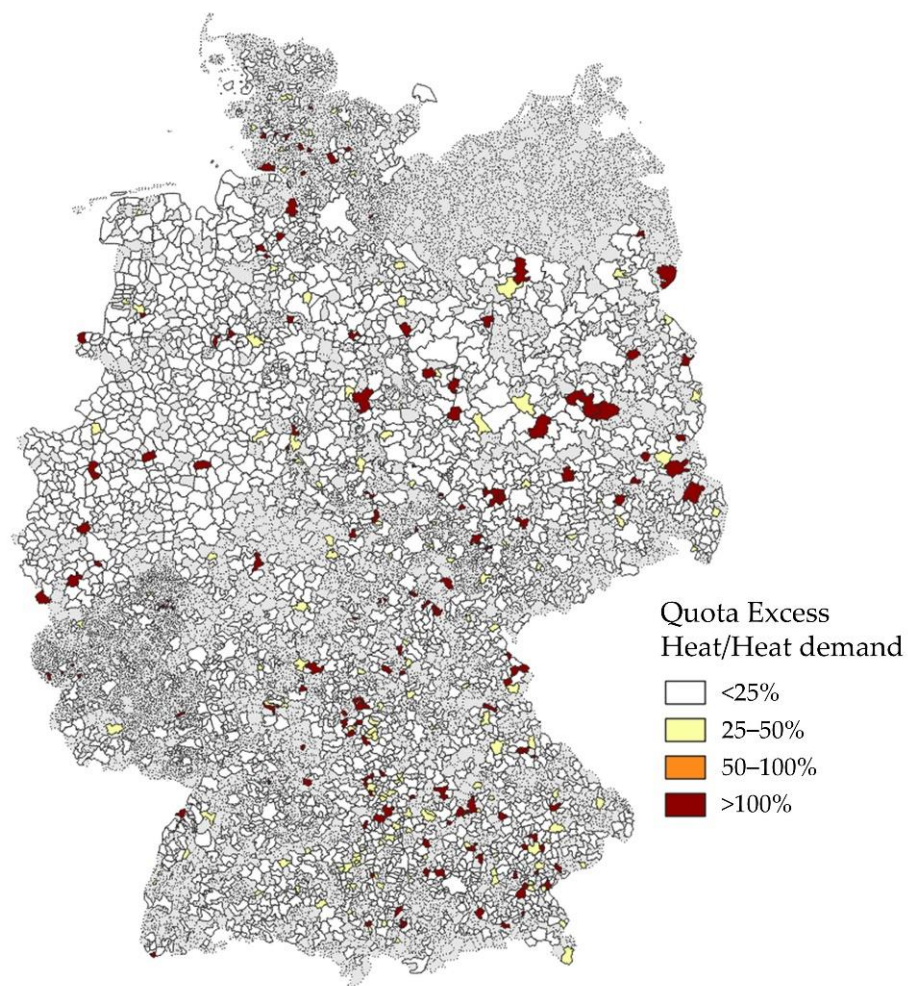 Quota Excess
Heat/Heat demand
<25%
25–50%
50–100%
>100%